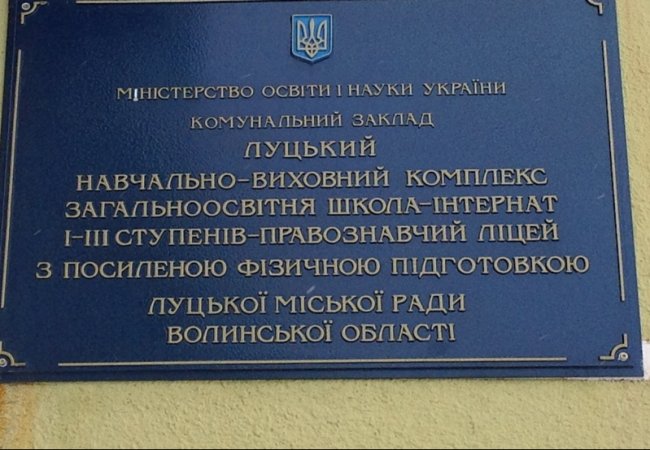 МІНІСТЕРСТВО ОСВІТИ І НАУКИ УКРАЇНИ
КОМУНАЛЬНИЙ ЗАКЛАД
ЛУЦЬКИЙ
НАВЧАЛЬНО-ВИХОВНИЙ КОМПЛЕКС
ЗАГАЛЬНООСВІТНЯ ШКОЛА-ІНТЕРНАТ
І-ІІІ СТУПЕНІВ-ПРАВОЗНАВЧИЙ ЛІЦЕЙ
З ПОСИЛЕНОЮ ФІЗИЧНОЮ ПІДГОТОВКОЮ
ЛУЦЬКОЇ МІСЬКОЇ РАДИ
ВОЛИНСЬКОЇ ОБЛАСТІ